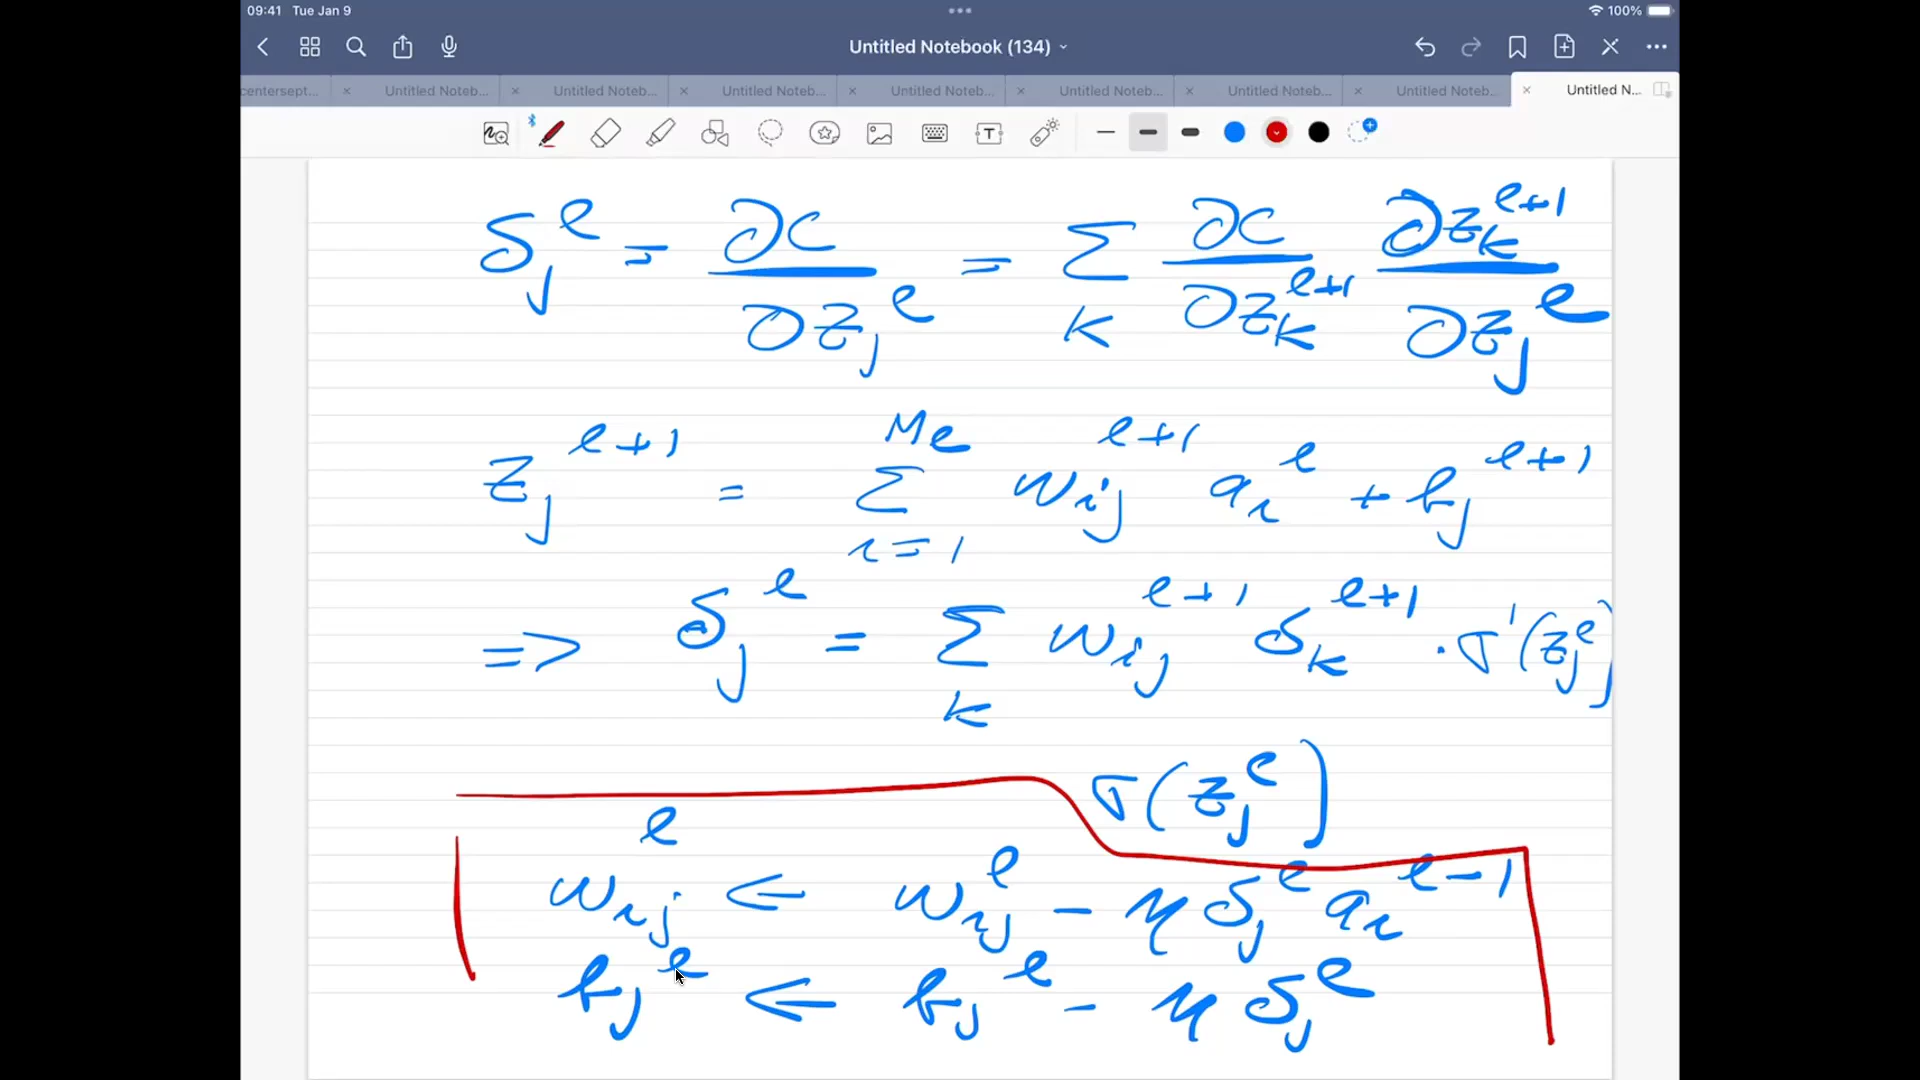 09:41 Tue Jan 9 100%
Untitled Notebook (134)
centersept... Untitled Noteb... Untitled Noteb... Untitled Noteb... Untitled Noteb... Untitled Noteb... Untitled Noteb... Untitled Noteb... Untitled N...
δ_j^l = ∂C/∂z_j^l = Σ_k ∂C/∂z_k^{l+1} ∂z_k^{l+1}/∂z_j^l
z_j^{l+1} = Σ_{i=1}^{M_l} w_{ij}^{l+1} a_i^l + b_j^{l+1}
=> δ_j^l = Σ_k w_{ij}^{l+1} δ_k^{l+1} · σ'(z_j^l)
σ(z_j^l)
w_{ij}^l ← w_{ij}^l - η δ_j^l a_i^{l-1}
b_j^l ← b_j^l - η δ_j^l